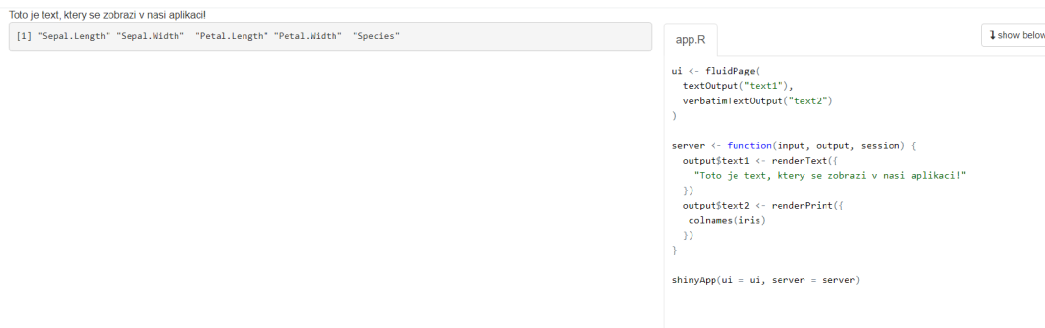 Toto je text, ktery se zobrazi v nasi aplikaci!
[1] "Sepal.Length" "Sepal.Width"  "Petal.Length" "Petal.Width"  "Species"
app.R
show below
ui <- fluidPage(
  textOutput("text1"),
  verbatimTextOutput("text2")
)
server <- function(input, output, session) {
  output$text1 <- renderText({
    "Toto je text, ktery se zobrazi v nasi aplikaci!"
  })
  output$text2 <- renderPrint({
   colnames(iris)
  })
}
shinyApp(ui = ui, server = server)